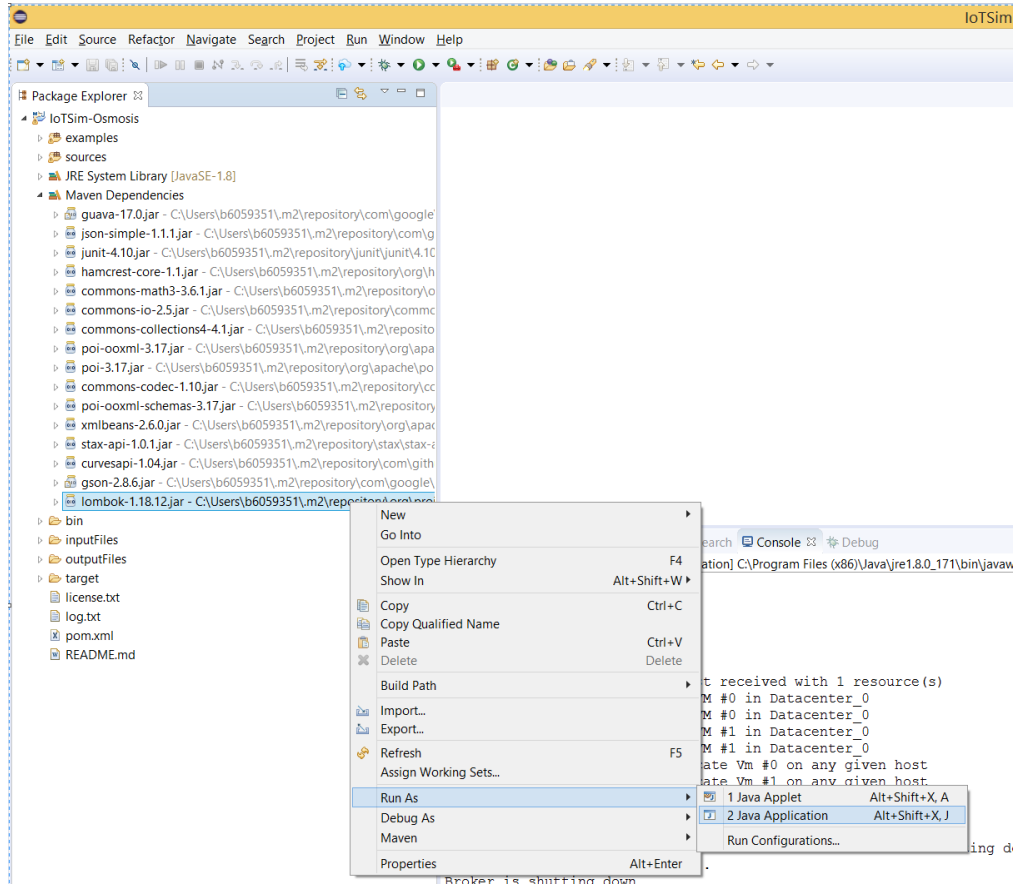 IoTSim
File Edit Source Refactor Navigate Search Project Run Window Help
Package Explorer
IoTSim-Osmosis
examples
sources
JRE System Library [JavaSE-1.8]
Maven Dependencies
guava-17.0.jar - C:\Users\b6059351\.m2\repository\com\google\
json-simple-1.1.1.jar - C:\Users\b6059351\.m2\repository\com\g
junit-4.10.jar - C:\Users\b6059351\.m2\repository\junit\junit\4.10
hamcrest-core-1.1.jar - C:\Users\b6059351\.m2\repository\org\h
commons-math3-3.6.1.jar - C:\Users\b6059351\.m2\repository\o
commons-io-2.5.jar - C:\Users\b6059351\.m2\repository\commo
commons-collections4-4.1.jar - C:\Users\b6059351\.m2\reposito
poi-ooxml-3.17.jar - C:\Users\b6059351\.m2\repository\org\apa
poi-3.17.jar - C:\Users\b6059351\.m2\repository\org\apache\po
commons-codec-1.10.jar - C:\Users\b6059351\.m2\repository\cc
poi-ooxml-schemas-3.17.jar - C:\Users\b6059351\.m2\repository
xmlbeans-2.6.0.jar - C:\Users\b6059351\.m2\repository\org\apac
stax-api-1.0.1.jar - C:\Users\b6059351\.m2\repository\stax\stax-a
curvesapi-1.04.jar - C:\Users\b6059351\.m2\repository\com\gith
gson-2.8.6.jar - C:\Users\b6059351\.m2\repository\com\google\
lombok-1.18.12.jar - C:\Users\b6059351\.m2\repository\org\proj
bin
inputFiles
outputFiles
target
license.txt
log.txt
pom.xml
README.md
New
Go Into
Open Type Hierarchy F4
Show In Alt+Shift+W
Copy Ctrl+C
Copy Qualified Name
Paste Ctrl+V
Delete Delete
Build Path
Import...
Export...
Refresh F5
Assign Working Sets...
Run As
Debug As
Maven
Properties Alt+Enter
1 Java Applet Alt+Shift+X, A
2 Java Application Alt+Shift+X, J
Run Configurations...
earch Console Debug
ation] C:\Program Files (x86)\Java\jre1.8.0_171\bin\javaw
t received with 1 resource(s)
M #0 in Datacenter_0
M #0 in Datacenter_0
M #1 in Datacenter_0
M #1 in Datacenter_0
ate Vm #0 on any given host
ate Vm #1 on any given host
ing do
.
Broker is shutting down